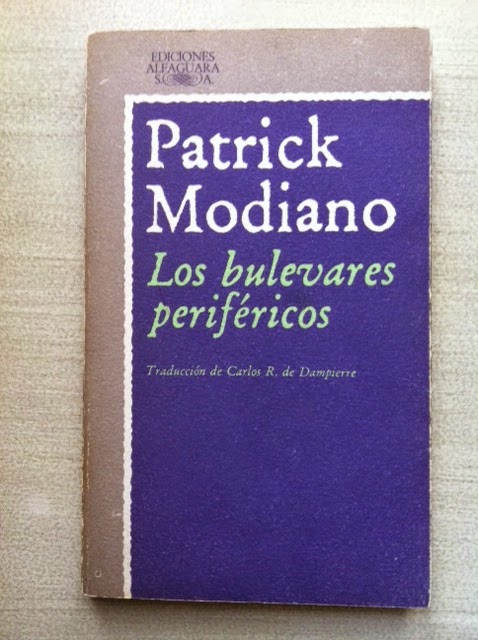 EDICIONES
ALFAGUARA
S. A.
Patrick
Modiano
Los bulevares
periféricos
Traducción de Carlos R. de Dampierre